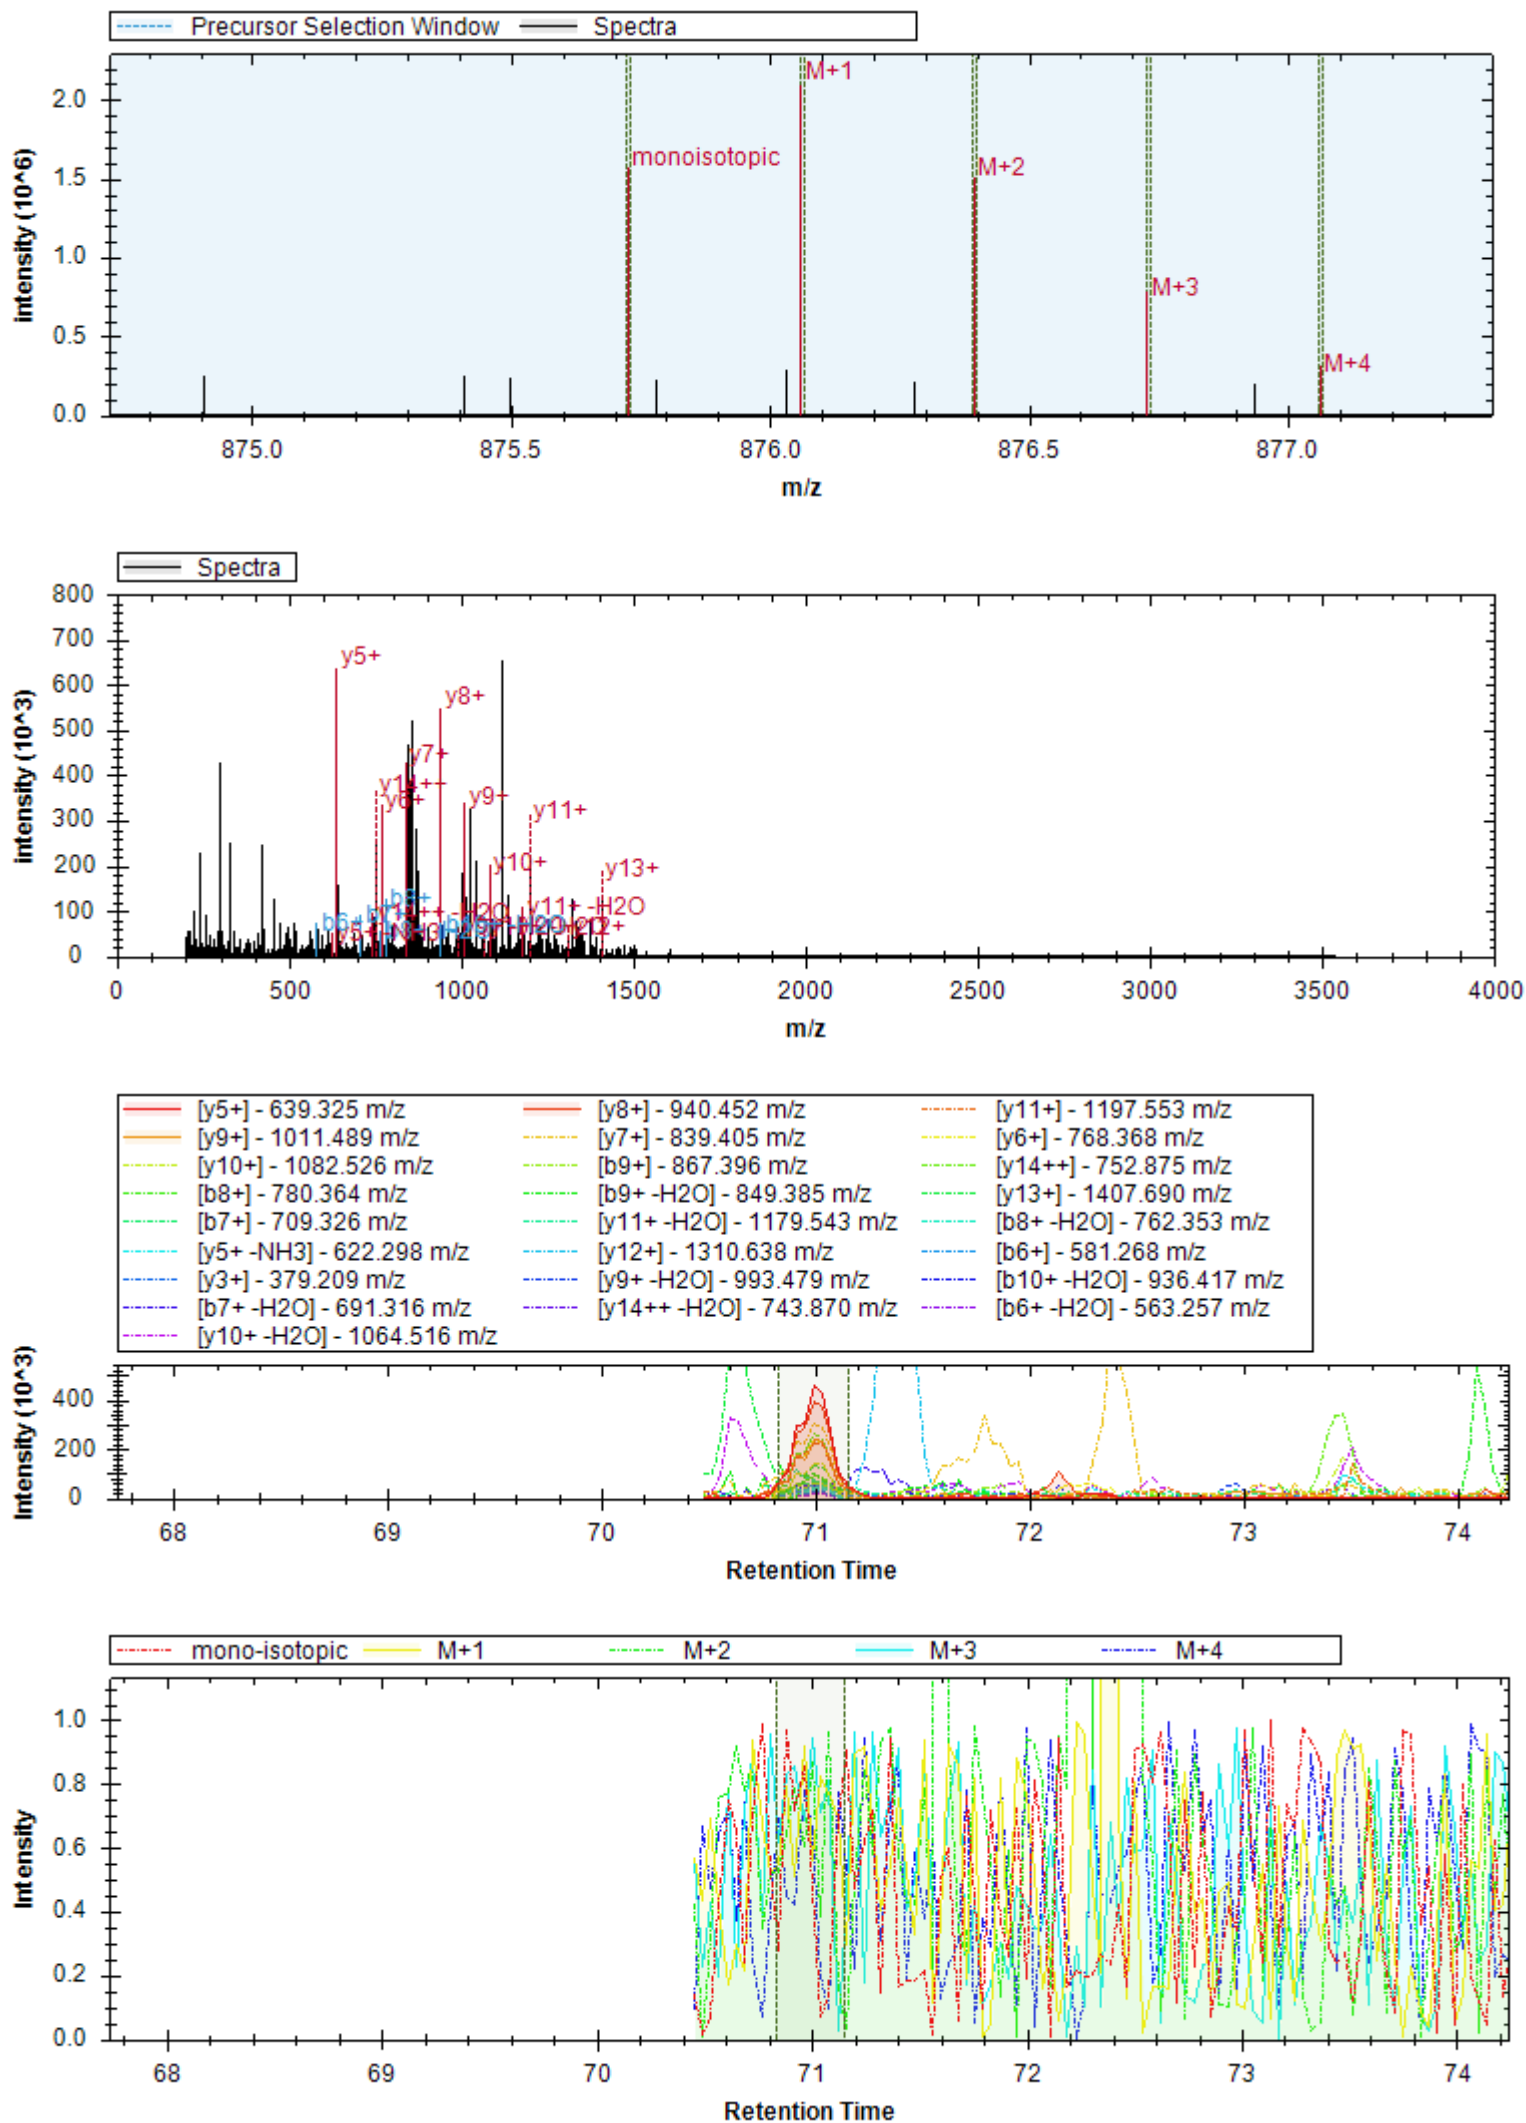 Precursor Selection Window Spectra
intensity (10^6)
2.0
1.5
1.0
0.5
0.0
monoisotopic
M+1
M+2
M+3
M+4
875.0 875.5 876.0 876.5 877.0
m/z
Spectra
intensity (10^3)
800
700
600
500
400
300
200
100
0
y5+
y8+
y7+
y6+
y9+
y11+
y10+
y13+
y11+ -H2O
0 500 1000 1500 2000 2500 3000 3500 4000
m/z
[y5+] - 639.325 m/z [y8+] - 940.452 m/z [y11+] - 1197.553 m/z
[y9+] - 1011.489 m/z [y7+] - 839.405 m/z [y6+] - 768.368 m/z
[y10+] - 1082.526 m/z [b9+] - 867.396 m/z [y14++] - 752.875 m/z
[b8+] - 780.364 m/z [b9+ -H2O] - 849.385 m/z [y13+] - 1407.690 m/z
[b7+] - 709.326 m/z [y11+ -H2O] - 1179.543 m/z [b8+ -H2O] - 762.353 m/z
[y5+ -NH3] - 622.298 m/z [y12+] - 1310.638 m/z [b6+] - 581.268 m/z
[y3+] - 379.209 m/z [y9+ -H2O] - 993.479 m/z [b10+ -H2O] - 936.417 m/z
[b7+ -H2O] - 691.316 m/z [y14++ -H2O] - 743.870 m/z [b6+ -H2O] - 563.257 m/z
[y10+ -H2O] - 1064.516 m/z
Intensity (10^3)
400
200
0
68 69 70 71 72 73 74
Retention Time
mono-isotopic M+1 M+2 M+3 M+4
Intensity
1.0
0.8
0.6
0.4
0.2
0.0
68 69 70 71 72 73 74
Retention Time